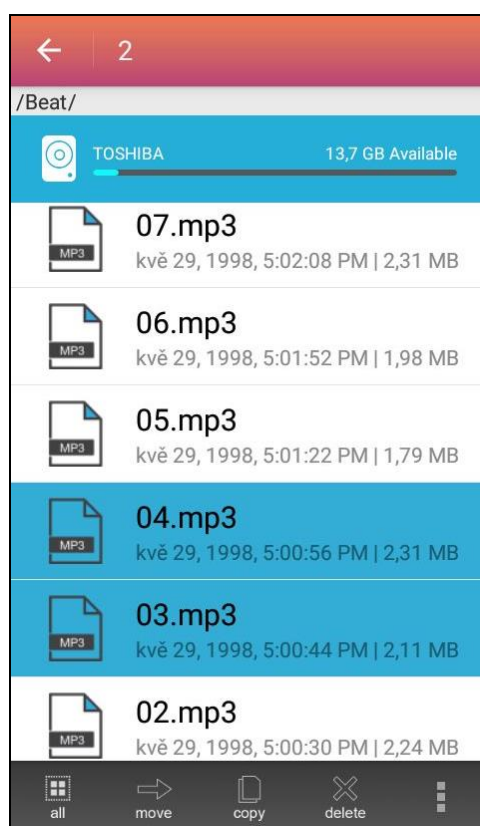 2
/Beat/
TOSHIBA 13,7 GB Available
07.mp3
MP3
kvě 29, 1998, 5:02:08 PM | 2,31 MB
06.mp3
MP3
kvě 29, 1998, 5:01:52 PM | 1,98 MB
05.mp3
MP3
kvě 29, 1998, 5:01:22 PM | 1,79 MB
04.mp3
MP3
kvě 29, 1998, 5:00:56 PM | 2,31 MB
03.mp3
MP3
kvě 29, 1998, 5:00:44 PM | 2,11 MB
02.mp3
MP3
kvě 29, 1998, 5:00:30 PM | 2,24 MB
all move copy delete